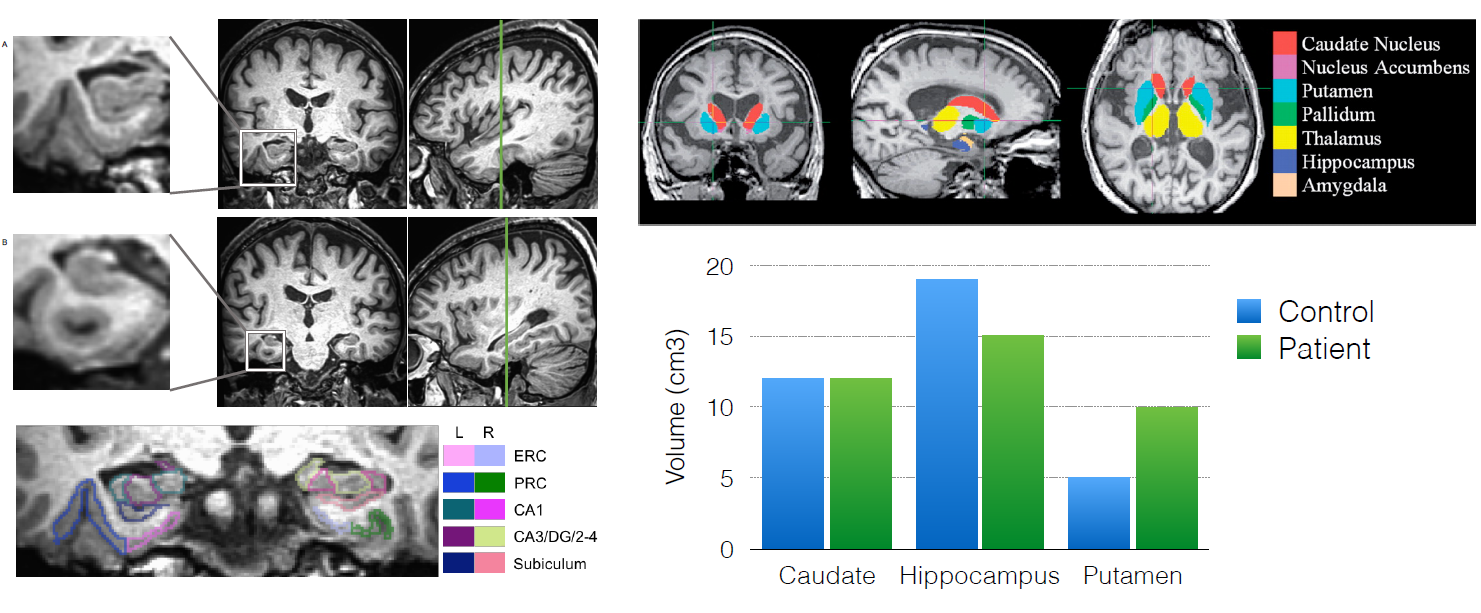 A
B
L R
ERC
PRC
CA1
CA3/DG/2-4
Subiculum
Caudate Nucleus
Nucleus Accumbens
Putamen
Pallidum
Thalamus
Hippocampus
Amygdala
Volume (cm3)
20
15
10
5
0
Caudate Hippocampus Putamen
Control
Patient